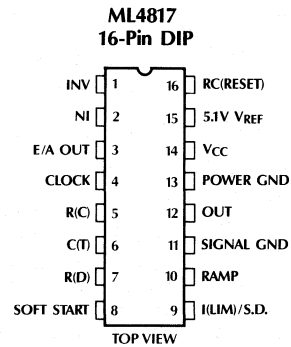 ML4817
16-Pin DIP
INV 1 16 RC(RESET)
NI 2 15 5.1V VREF
E/A OUT 3 14 VCC
CLOCK 4 13 POWER GND
R(C) 5 12 OUT
C(T) 6 11 SIGNAL GND
R(D) 7 10 RAMP
SOFT START 8 9 I(LIM)/S.D.
TOP VIEW